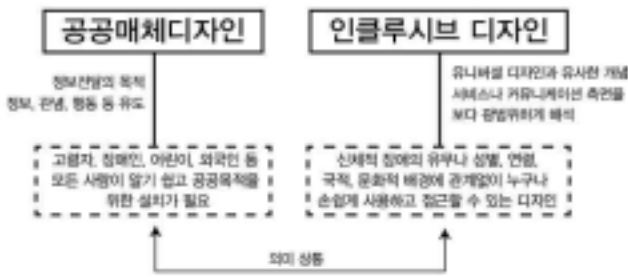 공공매체디자인
정보전달의 목적
정보, 관념, 행동 등 유도
고령자, 장애인, 어린이, 외국인 등
모든 사람이 알기 쉽고 공공목적을
위한 설치가 필요
인클루시브 디자인
유니버설 디자인과 유사한 개념
서비스나 커뮤니케이션 측면을
보다 광범위하게 해석
신체적 장애의 유무나 성별, 연령,
국적, 문화적 배경에 관계없이 누구나
손쉽게 사용하고 접근할 수 있는 디자인
의미 상통